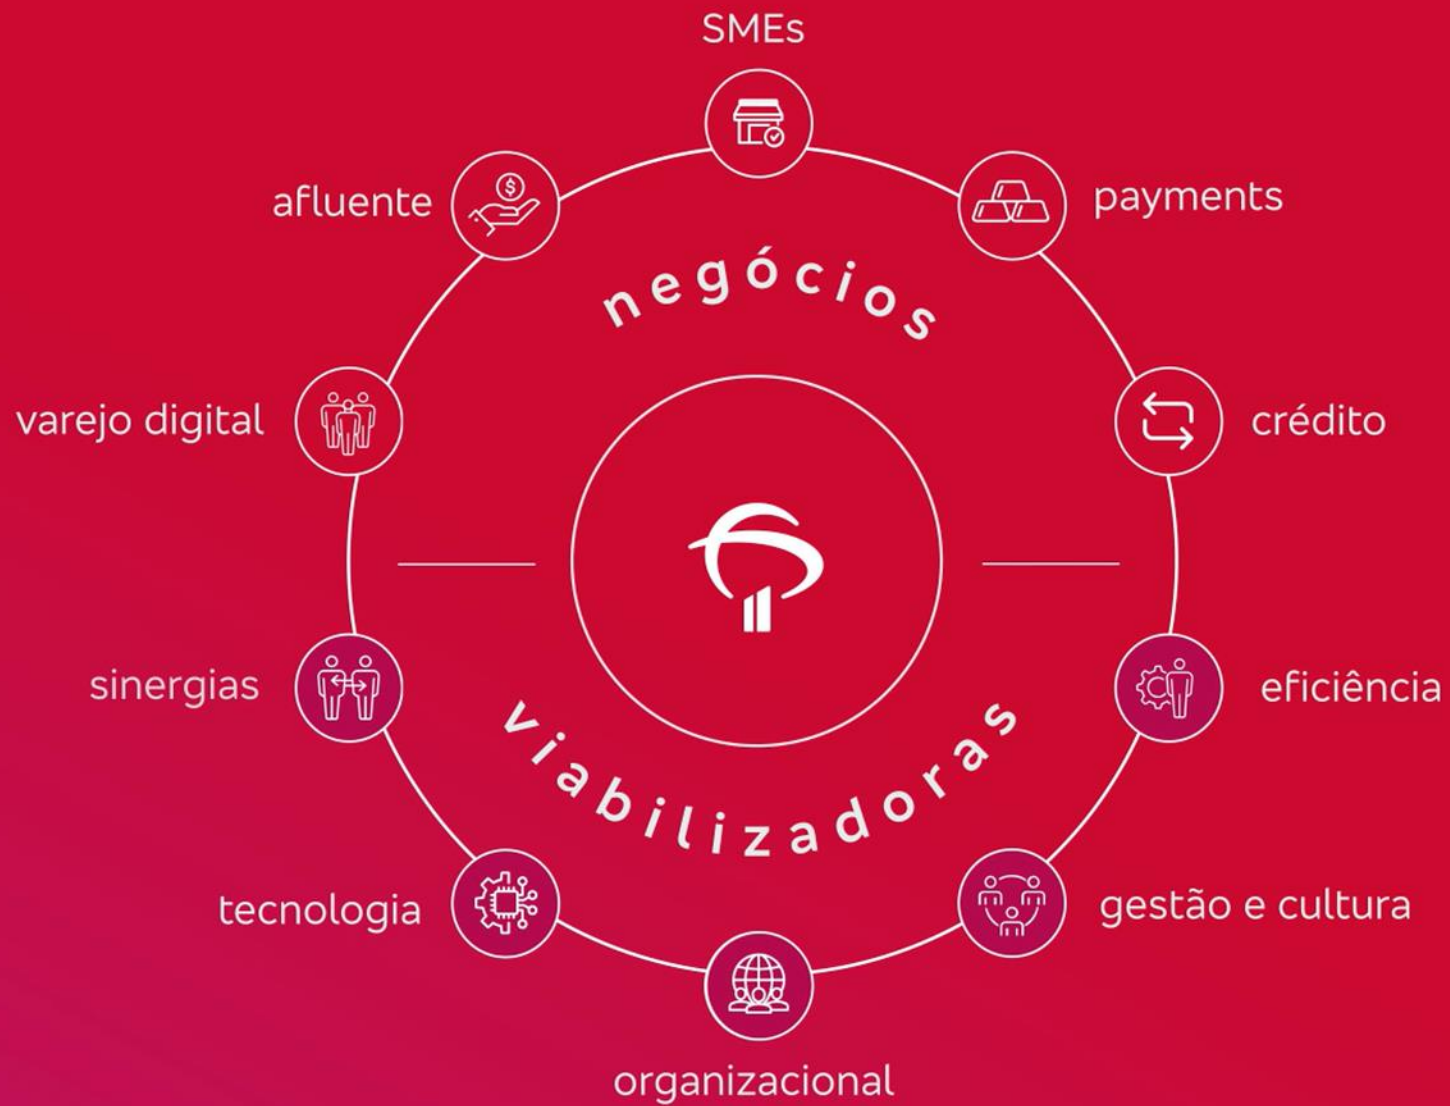 SMEs
afluente
payments
negócios
varejo digital
crédito
sinergias
eficiência
viabilizadoras
tecnologia
gestão e cultura
organizacional